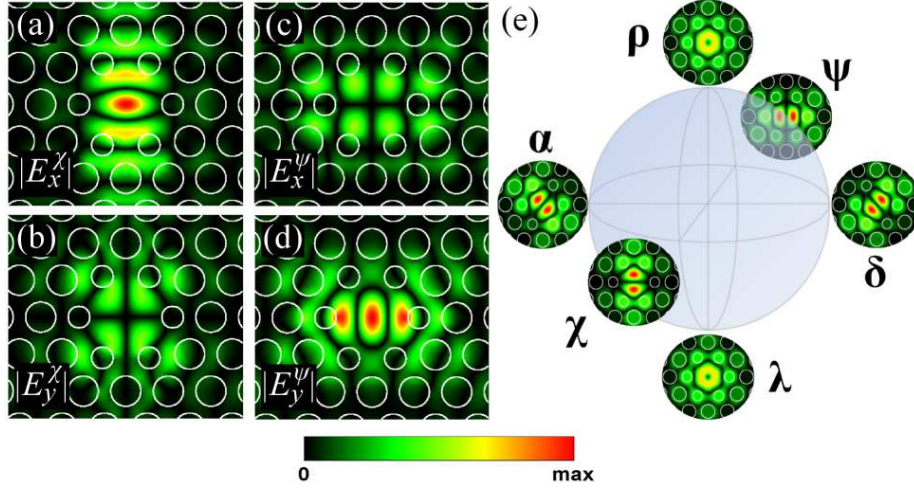 (a)
|E_x^χ|
(c)
|E_x^ψ|
(b)
|E_y^χ|
(d)
|E_y^ψ|
(e)
ρ
ψ
α
δ
χ
λ
0
max